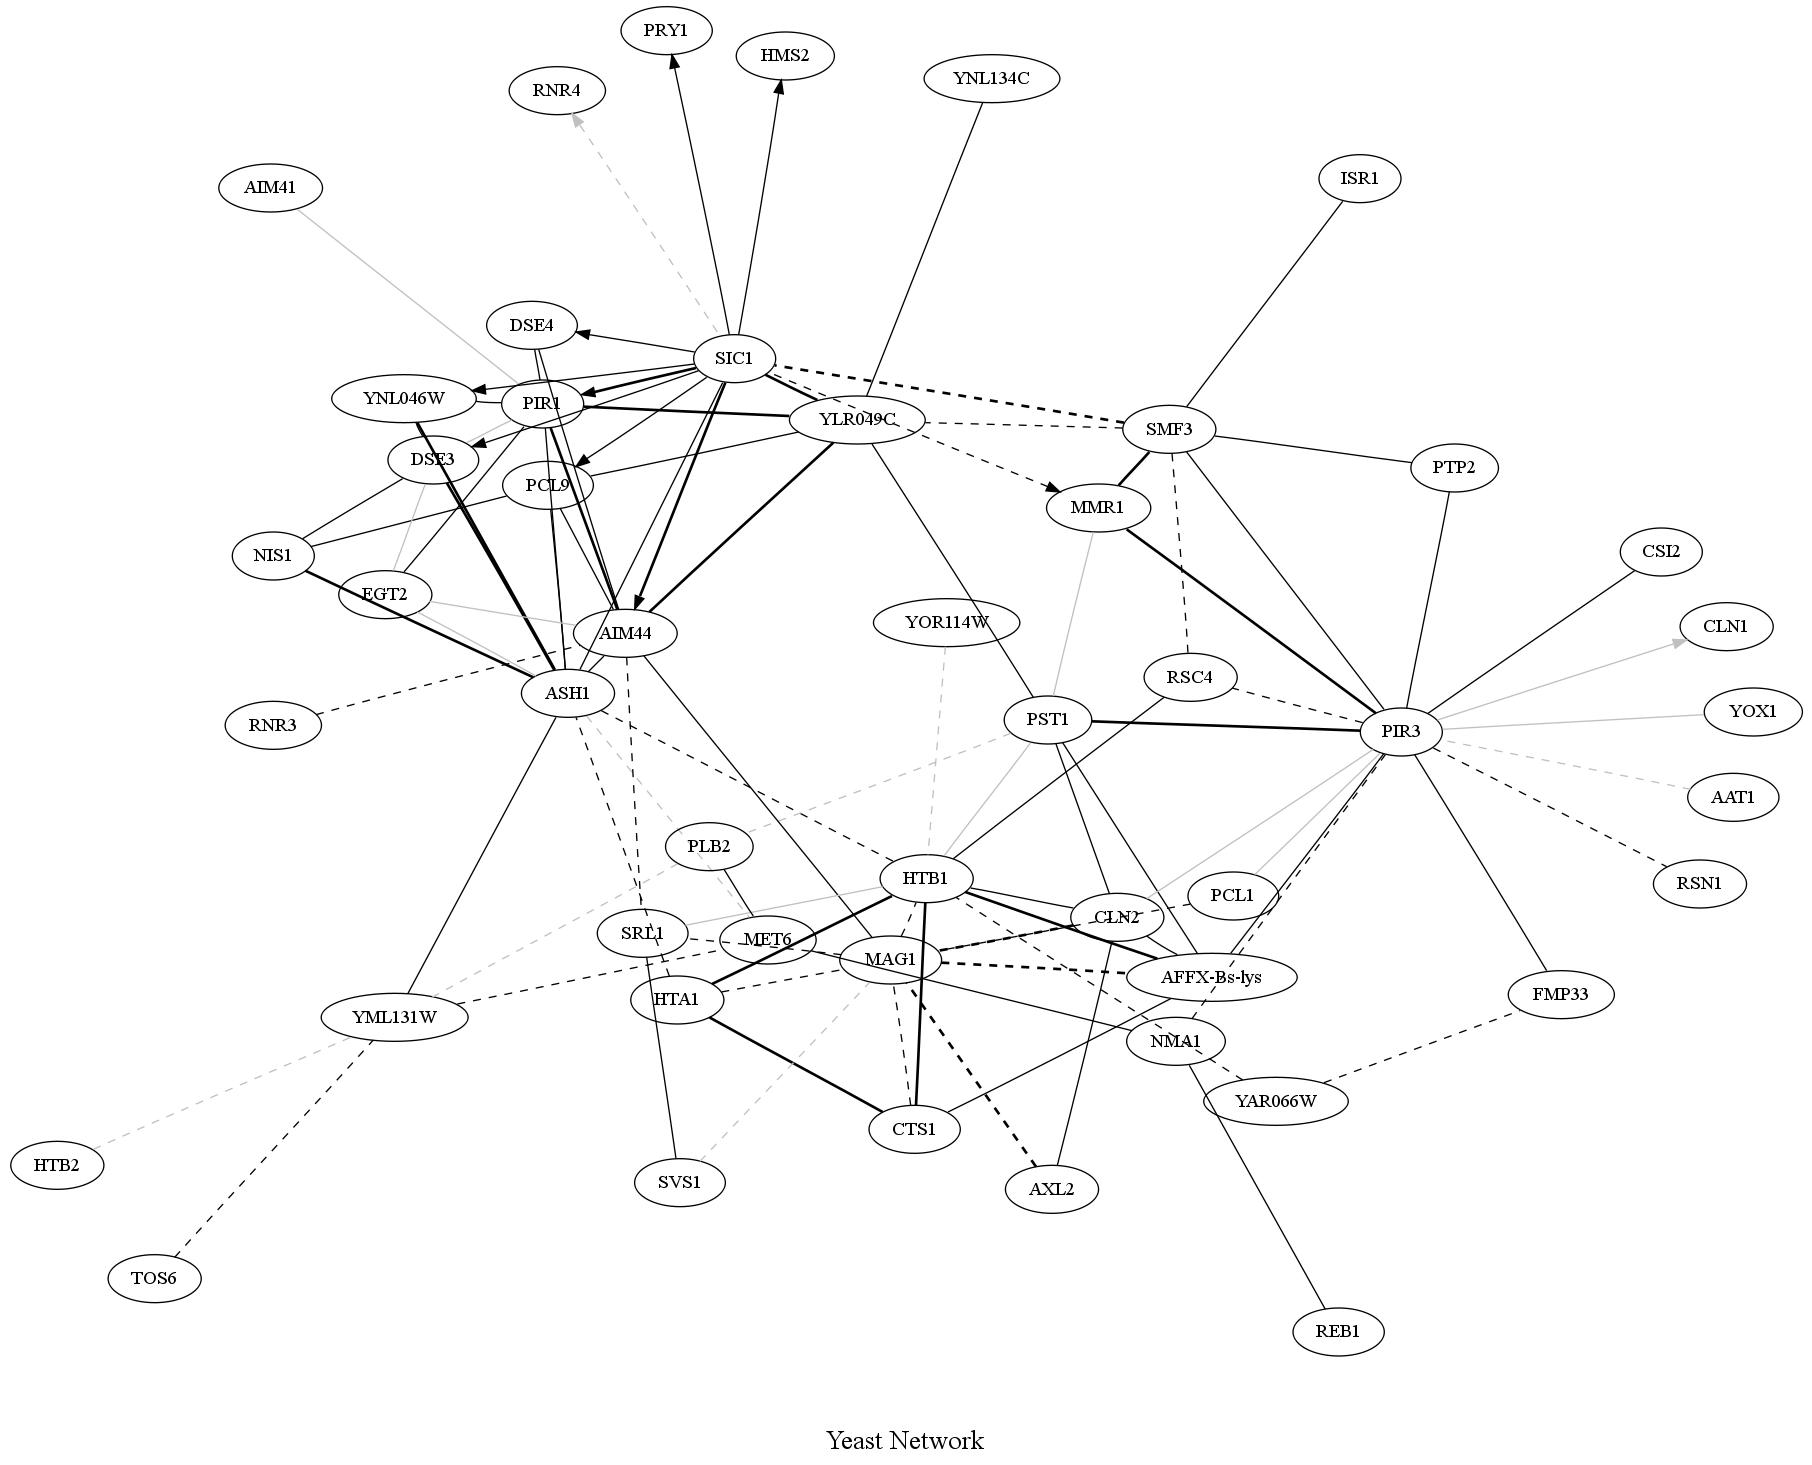 PRY1
HMS2
YNL134C
RNR4
ISR1
AIM41
DSE4
SIC1
YNL046W
PIR1
YLR049C
SMF3
DSE3
PTP2
PCL9
MMR1
NIS1
CSI2
EGT2
YOR114W
CLN1
AIM44
RSC4
ASH1
YOX1
RNR3
PST1
PIR3
AAT1
PLB2
HTB1
RSN1
PCL1
CLN2
SRL1
MET6
MAG1
AFFX-Bs-lys
FMP33
HTA1
YML131W
NMA1
YAR066W
CTS1
HTB2
SVS1
AXL2
TOS6
REB1
Yeast Network